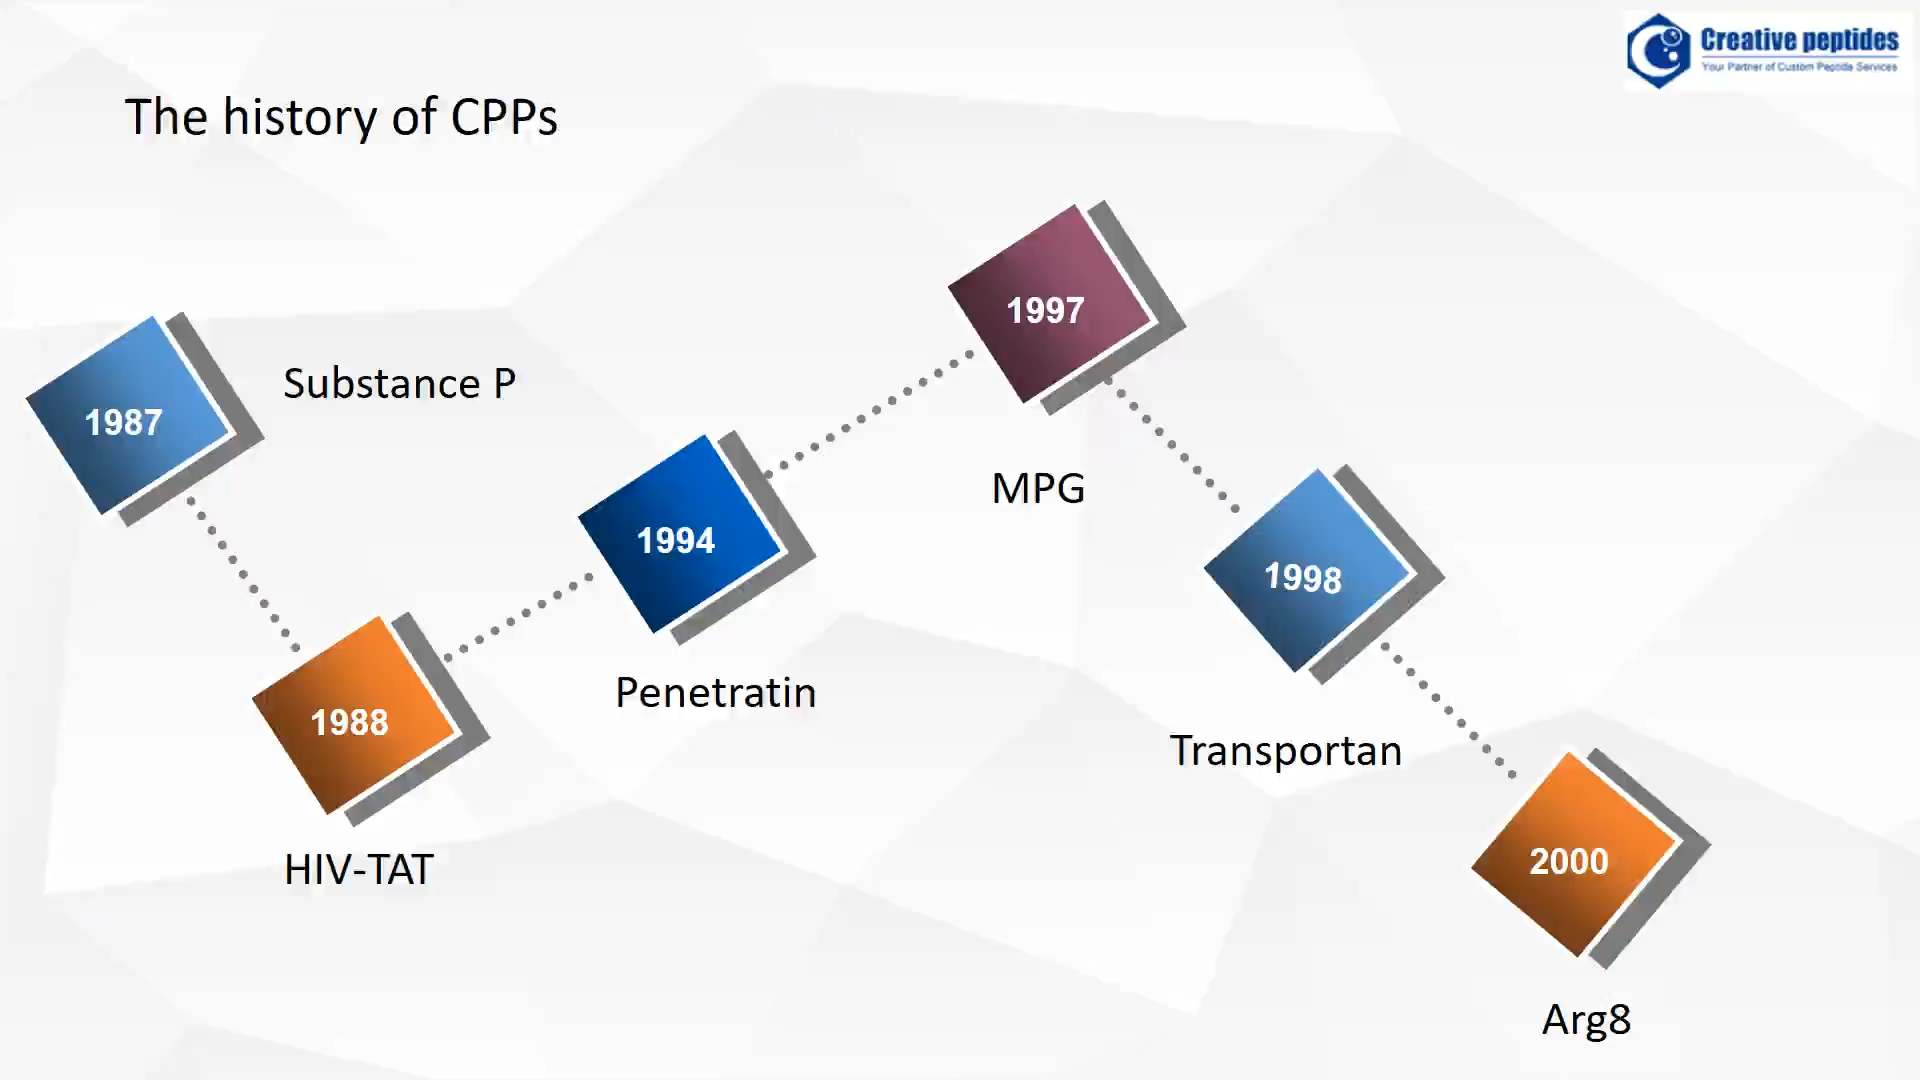 Creative peptides
Your Partner of Custom Peptide Services
The history of CPPs
1987
Substance P
1988
HIV-TAT
1994
Penetratin
1997
MPG
1998
Transportan
2000
Arg8